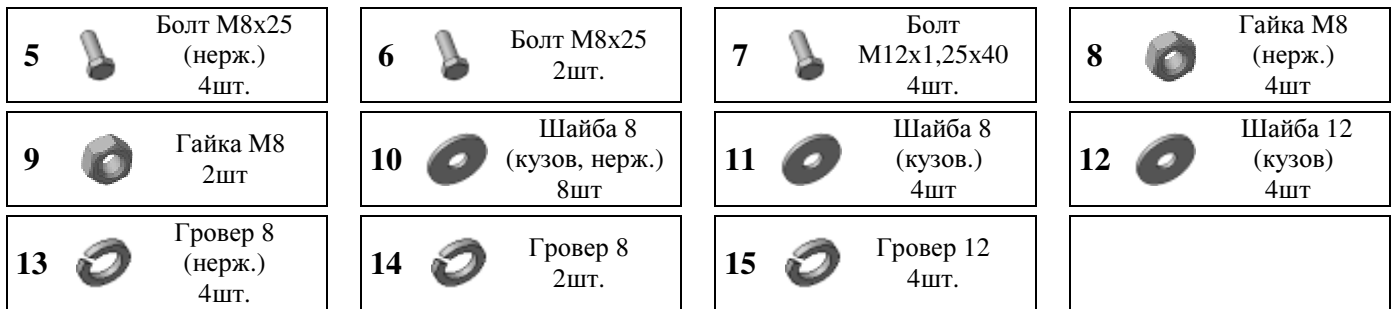 5
Болт М8х25
(нерж.)
4шт.
6
Болт М8х25
2шт.
7
Болт
М12х1,25х40
4шт.
8
Гайка М8
(нерж.)
4шт
9
Гайка М8
2шт
10
Шайба 8
(кузов, нерж.)
8шт
11
Шайба 8
(кузов.)
4шт
12
Шайба 12
(кузов)
4шт
13
Гровер 8
(нерж.)
4шт.
14
Гровер 8
2шт.
15
Гровер 12
4шт.